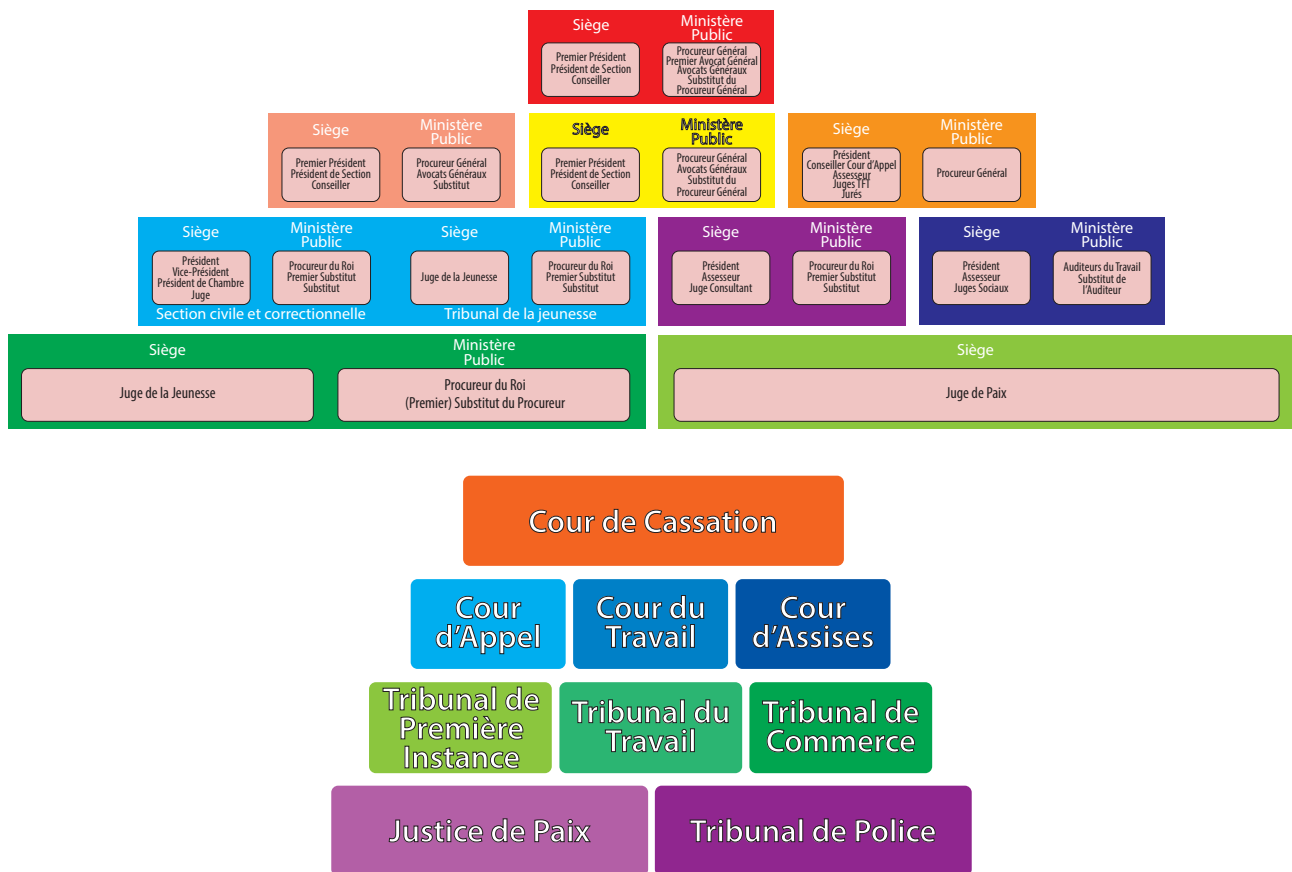 Siège
Ministère
Public
Premier Président
Président de Section
Conseiller
Procureur Général
Premier Avocat Général
Avocats Généraux
Substitut du
Procureur Général
Siège
Ministère
Public
Premier Président
Président de Section
Conseiller
Procureur Général
Avocats Généraux
Substitut
Siège
Ministère
Public
Premier Président
Président de Section
Conseiller
Procureur Général
Avocats Généraux
Substitut du
Procureur Général
Siège
Ministère
Public
Président
Conseiller Cour d'Appel
Assesseur
Juges TFT
Jurés
Procureur Général
Siège
Ministère
Public
Président
Vice-Président
Président de Chambre
Juge
Procureur du Roi
Premier Substitut
Substitut
Section civile et correctionnelle
Siège
Ministère
Public
Juge de la Jeunesse
Procureur du Roi
Premier Substitut
Substitut
Tribunal de la jeunesse
Siège
Ministère
Public
Président
Assesseur
Juge Consultant
Procureur du Roi
Premier Substitut
Substitut
Siège
Ministère
Public
Président
Assesseur
Juges Sociaux
Auditeurs du Travail
Substitut de
l'Auditeur
Siège
Ministère
Public
Juge de la Jeunesse
Procureur du Roi
(Premier) Substitut du Procureur
Siège
Juge de Paix
Cour de Cassation
Cour
d'Appel
Cour du
Travail
Cour
d'Assises
Tribunal de
Première
Instance
Tribunal du
Travail
Tribunal de
Commerce
Justice de Paix
Tribunal de Police